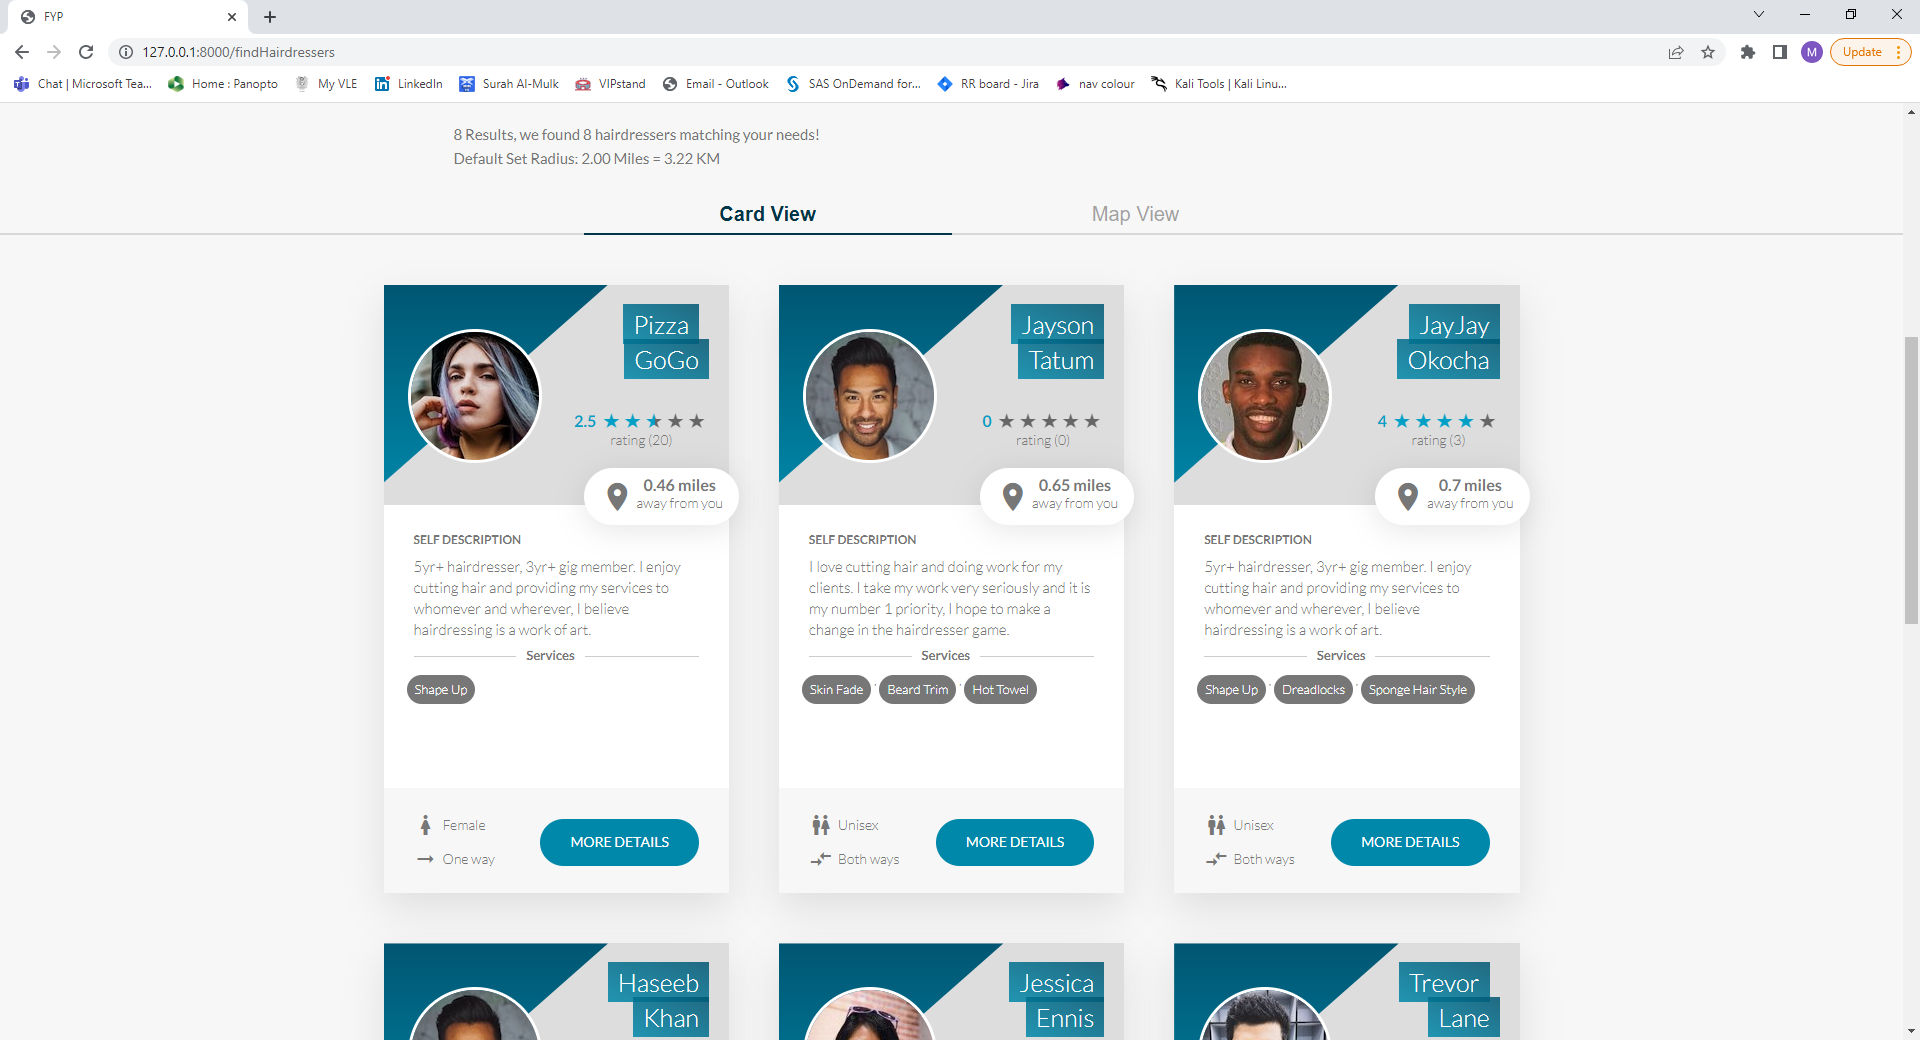 FYP
127.0.0.1:8000/findHairdressers
M
Update
Chat | Microsoft Tea...
Home : Panopto
My VLE
LinkedIn
Surah Al-Mulk
VIPstand
Email - Outlook
SAS OnDemand for...
RR board - Jira
nav colour
Kali Tools | Kali Linu...
8 Results, we found 8 hairdressers matching your needs!
Default Set Radius: 2.00 Miles = 3.22 KM
Card View
Map View
Pizza
GoGo
2.5
rating (20)
0.46 miles
away from you
SELF DESCRIPTION
5yr+ hairdresser, 3yr+ gig member. I enjoy
cutting hair and providing my services to
whomever and wherever, I believe
hairdressing is a work of art.
Services
Shape Up
Female
One way
MORE DETAILS
Jayson
Tatum
0
rating (0)
0.65 miles
away from you
SELF DESCRIPTION
I love cutting hair and doing work for my
clients. I take my work very seriously and it is
my number 1 priority, I hope to make a
change in the hairdresser game.
Services
Skin Fade
Beard Trim
Hot Towel
Unisex
Both ways
MORE DETAILS
JayJay
Okocha
4
rating (3)
0.7 miles
away from you
SELF DESCRIPTION
5yr+ hairdresser, 3yr+ gig member. I enjoy
cutting hair and providing my services to
whomever and wherever, I believe
hairdressing is a work of art.
Services
Shape Up
Dreadlocks
Sponge Hair Style
Unisex
Both ways
MORE DETAILS
Haseeb
Khan
Jessica
Ennis
Trevor
Lane